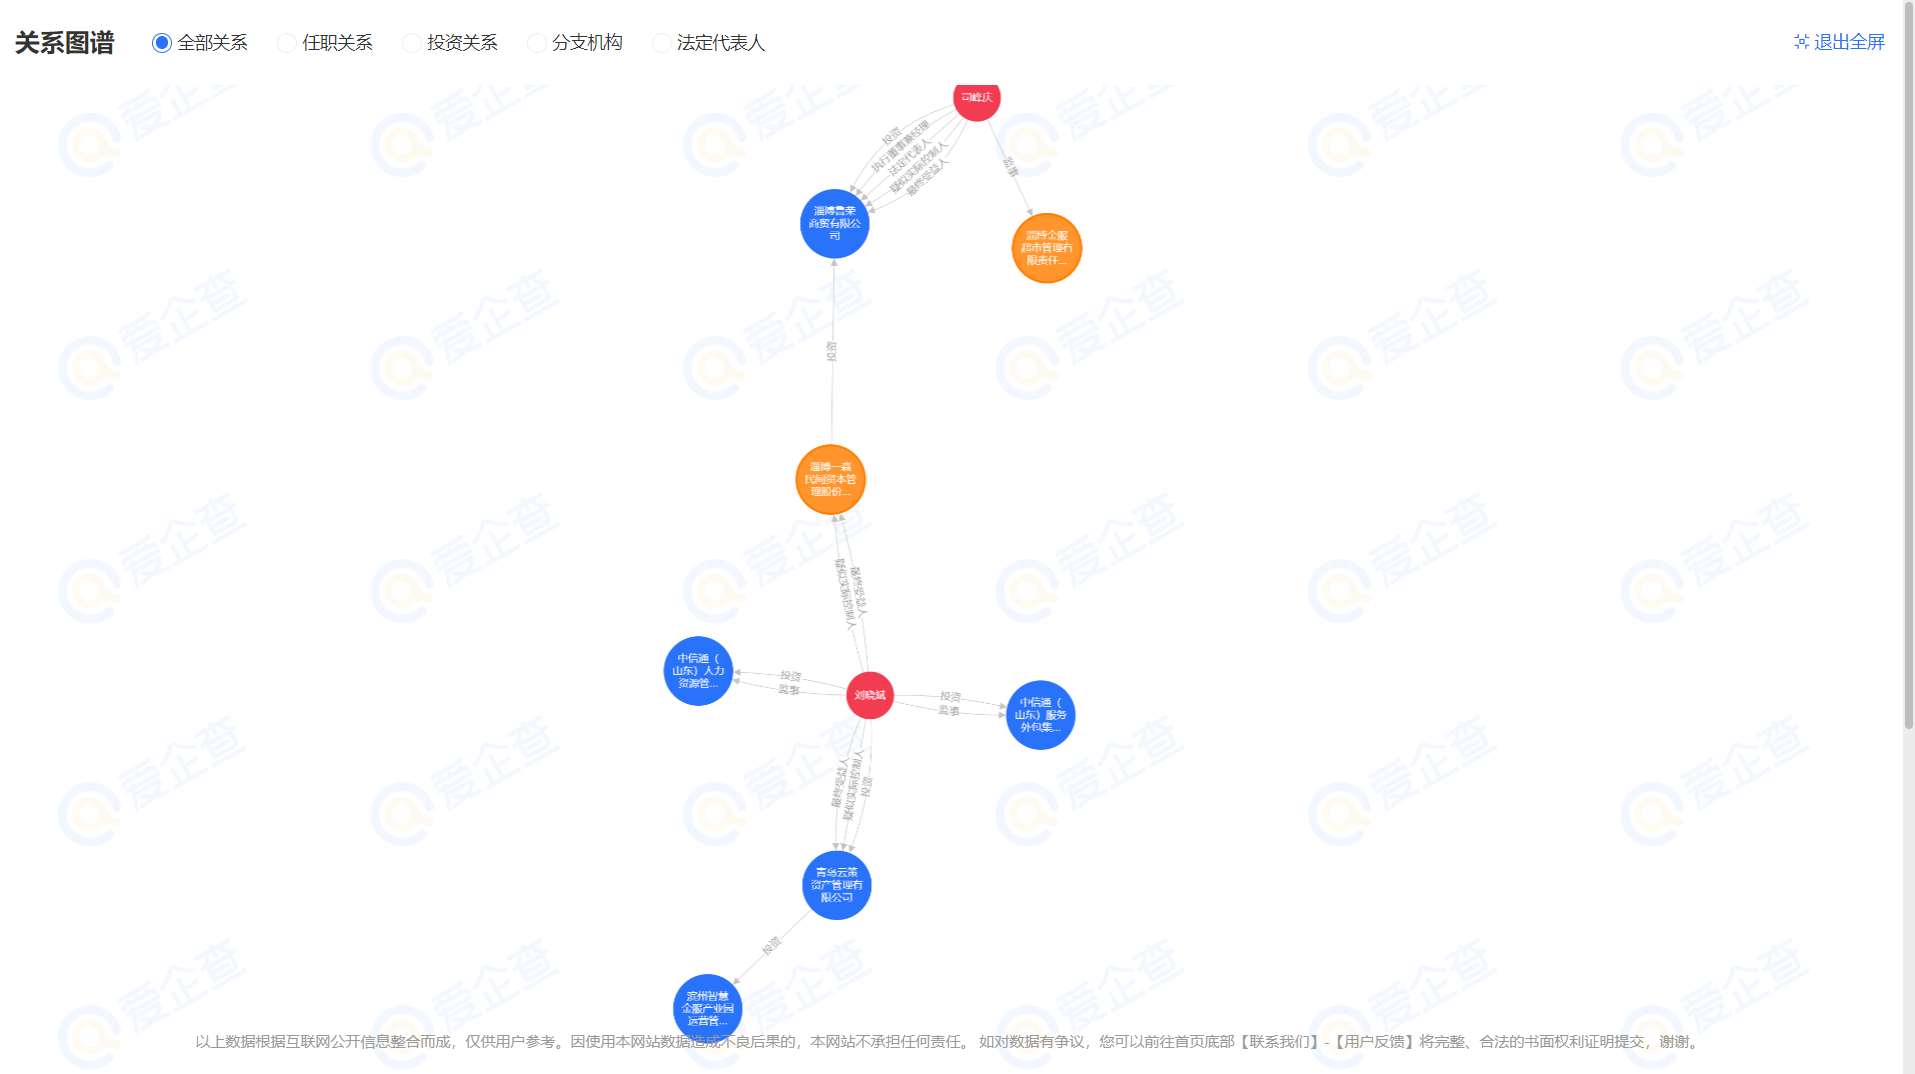 关系图谱
全部关系
任职关系
投资关系
分支机构
法定代表人
退出全屏
司峰庆
投资
执行董事兼经理
法定代表人
疑似实际控制人
最终受益人
监事
淄博鲁荣
商贸有限公
司
淄博企服
超市管理有
限责任...
投资
淄博一森
民间资本管
理股份...
疑似实际控制人
最终受益人
中信通（
山东）人力
资源管...
投资
监事
刘晓斌
投资
监事
中信通（
山东）服务
外包集...
最终受益人
疑似实际控制人
投资
青岛云策
资产管理有
限公司
投资
滨州智慧
企服产业园
运营管...
以上数据根据互联网公开信息整合而成，仅供用户参考。因使用本网站数据造成不良后果的，本网站不承担任何责任。 如对数据有争议，您可以前往首页底部【联系我们】-【用户反馈】将完整、合法的书面权利证明提交，谢谢。
爱企查